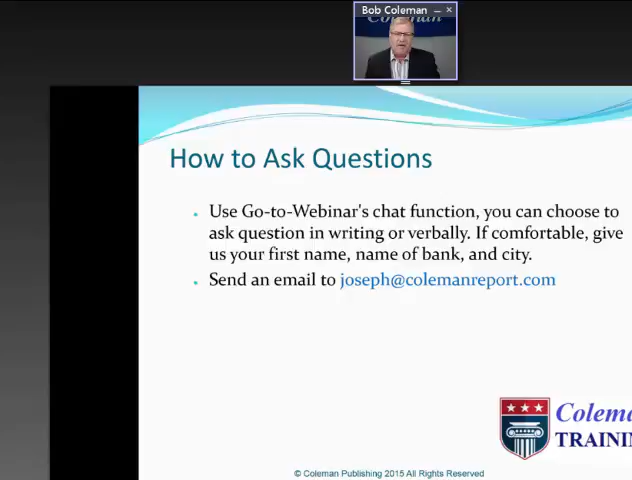 Bob Coleman
Coleman
How to Ask Questions
Use Go-to-Webinar's chat function, you can choose to
ask question in writing or verbally. If comfortable, give
us your first name, name of bank, and city.
Send an email to joseph@colemanreport.com
Colema
TRAININ
© Coleman Publishing 2015 All Rights Reserved